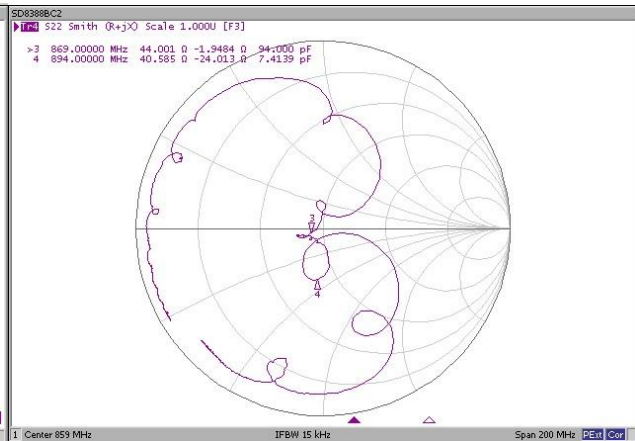 SD8388BC2
Tr4 S22 Smith (R+jX) Scale 1.000U [F3]
>3 869.00000 MHz 44.001 Ω -1.9484 Ω 94.000 pF
4 894.00000 MHz 40.585 Ω -24.013 Ω 7.4139 pF
3
4
1 Center 859 MHz IFBW 15 kHz Span 200 MHz PExt Cor